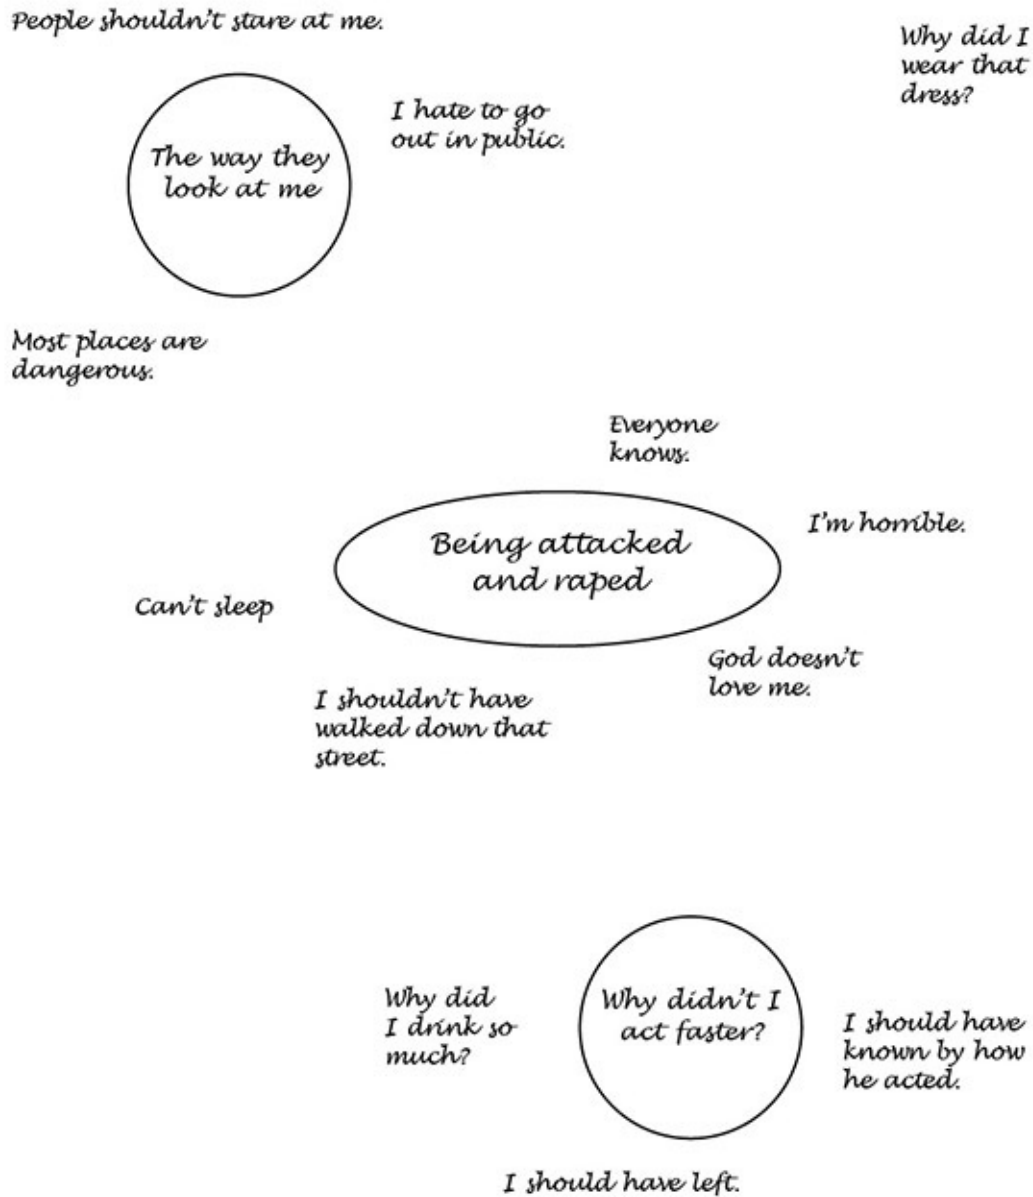 People shouldn't stare at me.
Why did I
wear that
dress?
I hate to go
out in public.
The way they
look at me
Most places are
dangerous.
Everyone
knows.
I'm horrible.
Being attacked
and raped
Can't sleep
God doesn't
love me.
I shouldn't have
walked down that
street.
Why did
I drink so
much?
Why didn't I
act faster?
I should have
known by how
he acted.
I should have left.